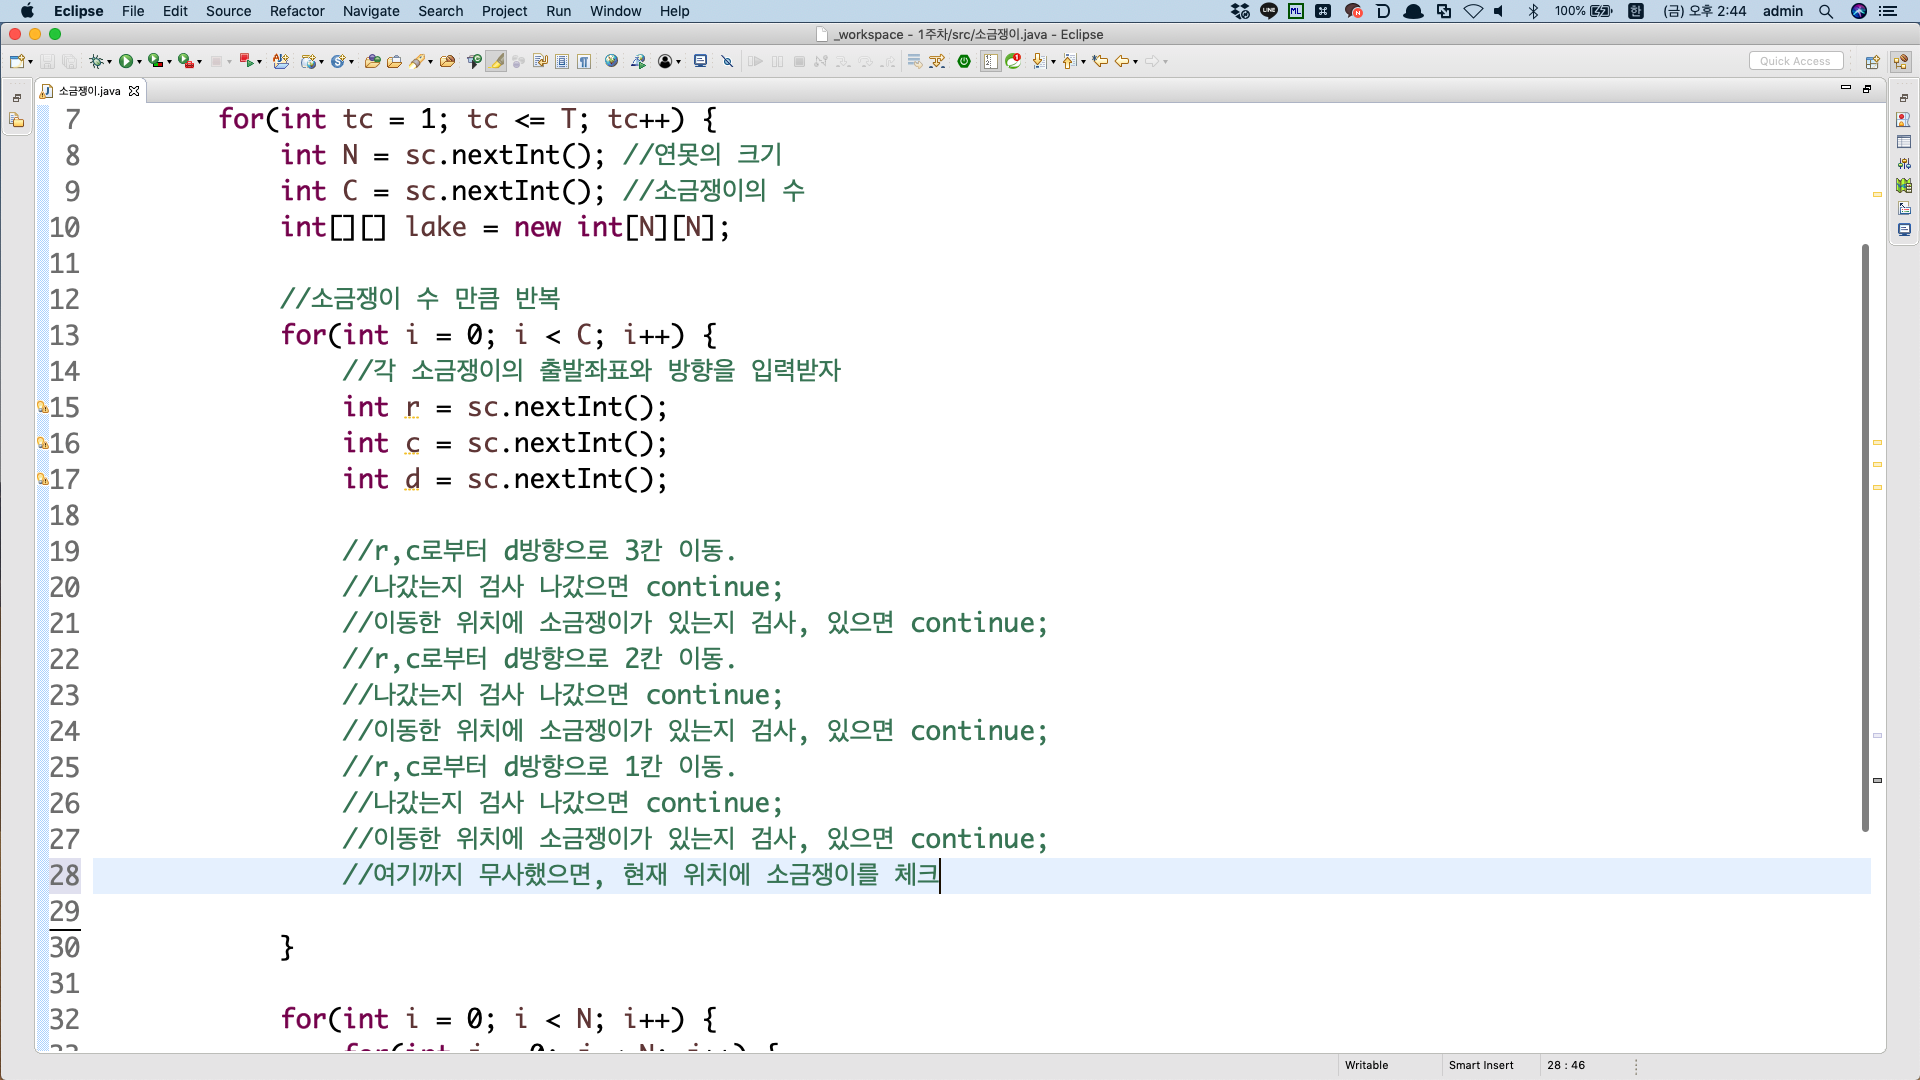 Eclipse File Edit Source Refactor Navigate Search Project Run Window Help 100% 한 (금) 오후 2:44 admin
_workspace - 1주차/src/소금쟁이.java - Eclipse
Quick Access
소금쟁이.java
7 for(int tc = 1; tc <= T; tc++) {
8 int N = sc.nextInt(); //연못의 크기
9 int C = sc.nextInt(); //소금쟁이의 수
10 int[][] lake = new int[N][N];
11
12 //소금쟁이 수 만큼 반복
13 for(int i = 0; i < C; i++) {
14 //각 소금쟁이의 출발좌표와 방향을 입력받자
15 int r = sc.nextInt();
16 int c = sc.nextInt();
17 int d = sc.nextInt();
18
19 //r,c로부터 d방향으로 3칸 이동.
20 //나갔는지 검사 나갔으면 continue;
21 //이동한 위치에 소금쟁이가 있는지 검사, 있으면 continue;
22 //r,c로부터 d방향으로 2칸 이동.
23 //나갔는지 검사 나갔으면 continue;
24 //이동한 위치에 소금쟁이가 있는지 검사, 있으면 continue;
25 //r,c로부터 d방향으로 1칸 이동.
26 //나갔는지 검사 나갔으면 continue;
27 //이동한 위치에 소금쟁이가 있는지 검사, 있으면 continue;
28 //여기까지 무사했으면, 현재 위치에 소금쟁이를 체크
29
30 }
31
32 for(int i = 0; i < N; i++) {
Writable Smart Insert 28 : 46